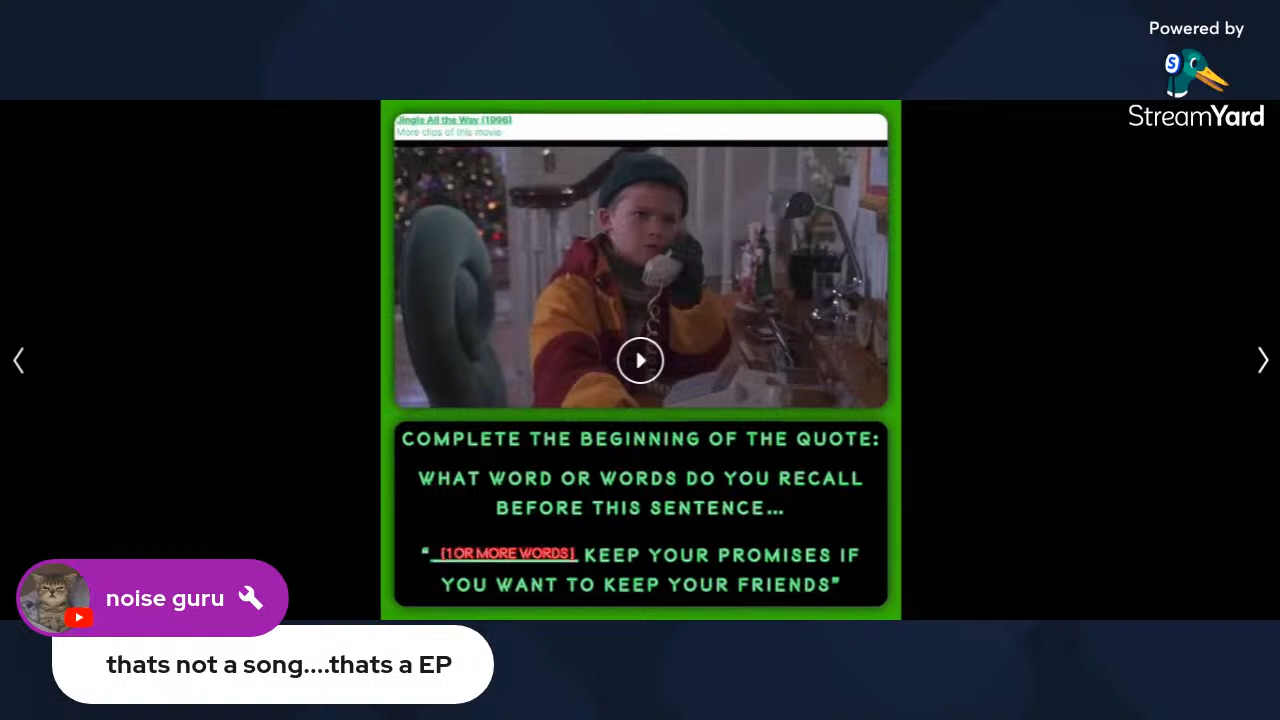 Powered by
S
StreamYard
Jingle All the Way (1996)
More clips of this movie
COMPLETE THE BEGINNING OF THE QUOTE:
WHAT WORD OR WORDS DO YOU RECALL
BEFORE THIS SENTENCE...
“ (1 OR MORE WORDS) KEEP YOUR PROMISES IF
YOU WANT TO KEEP YOUR FRIENDS”
noise guru
thats not a song....thats a EP